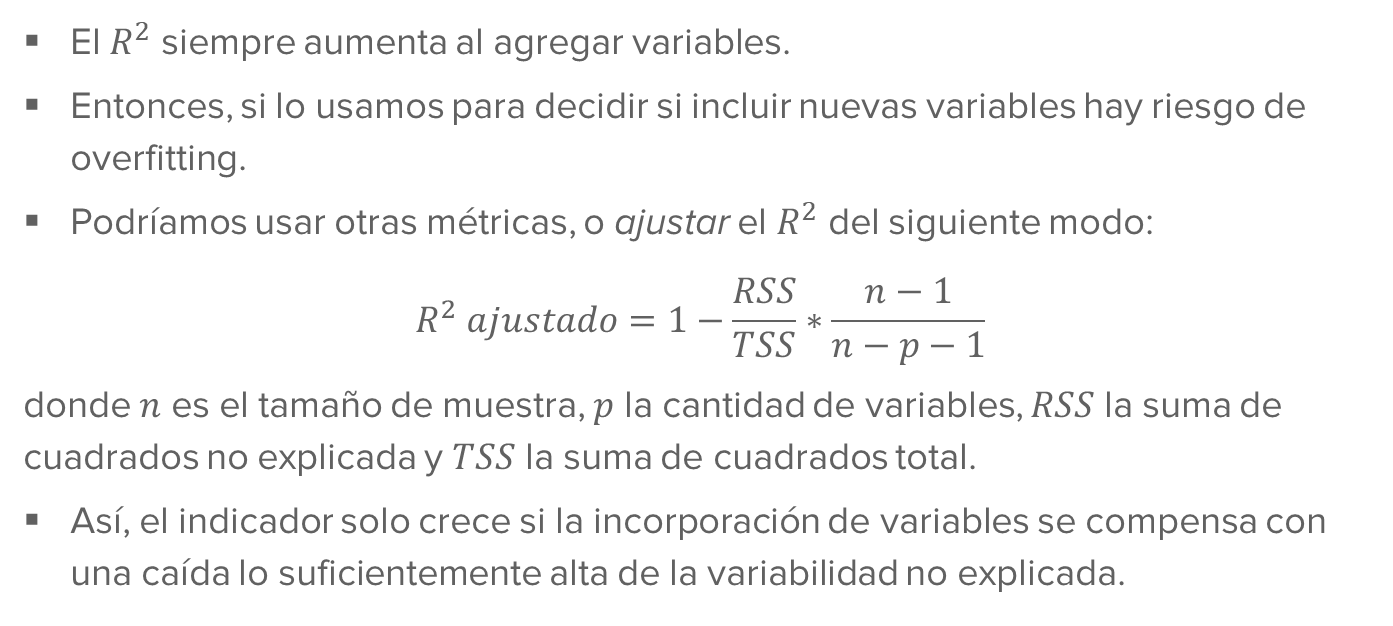 ▪ El R² siempre aumenta al agregar variables.
▪ Entonces, si lo usamos para decidir si incluir nuevas variables hay riesgo de
overfitting.
▪ Podríamos usar otras métricas, o ajustar el R² del siguiente modo:
R² ajustado = 1 − RSS/TSS * n − 1/n − p − 1
donde n es el tamaño de muestra, p la cantidad de variables, RSS la suma de
cuadrados no explicada y TSS la suma de cuadrados total.
▪ Así, el indicador solo crece si la incorporación de variables se compensa con
una caída lo suficientemente alta de la variabilidad no explicada.